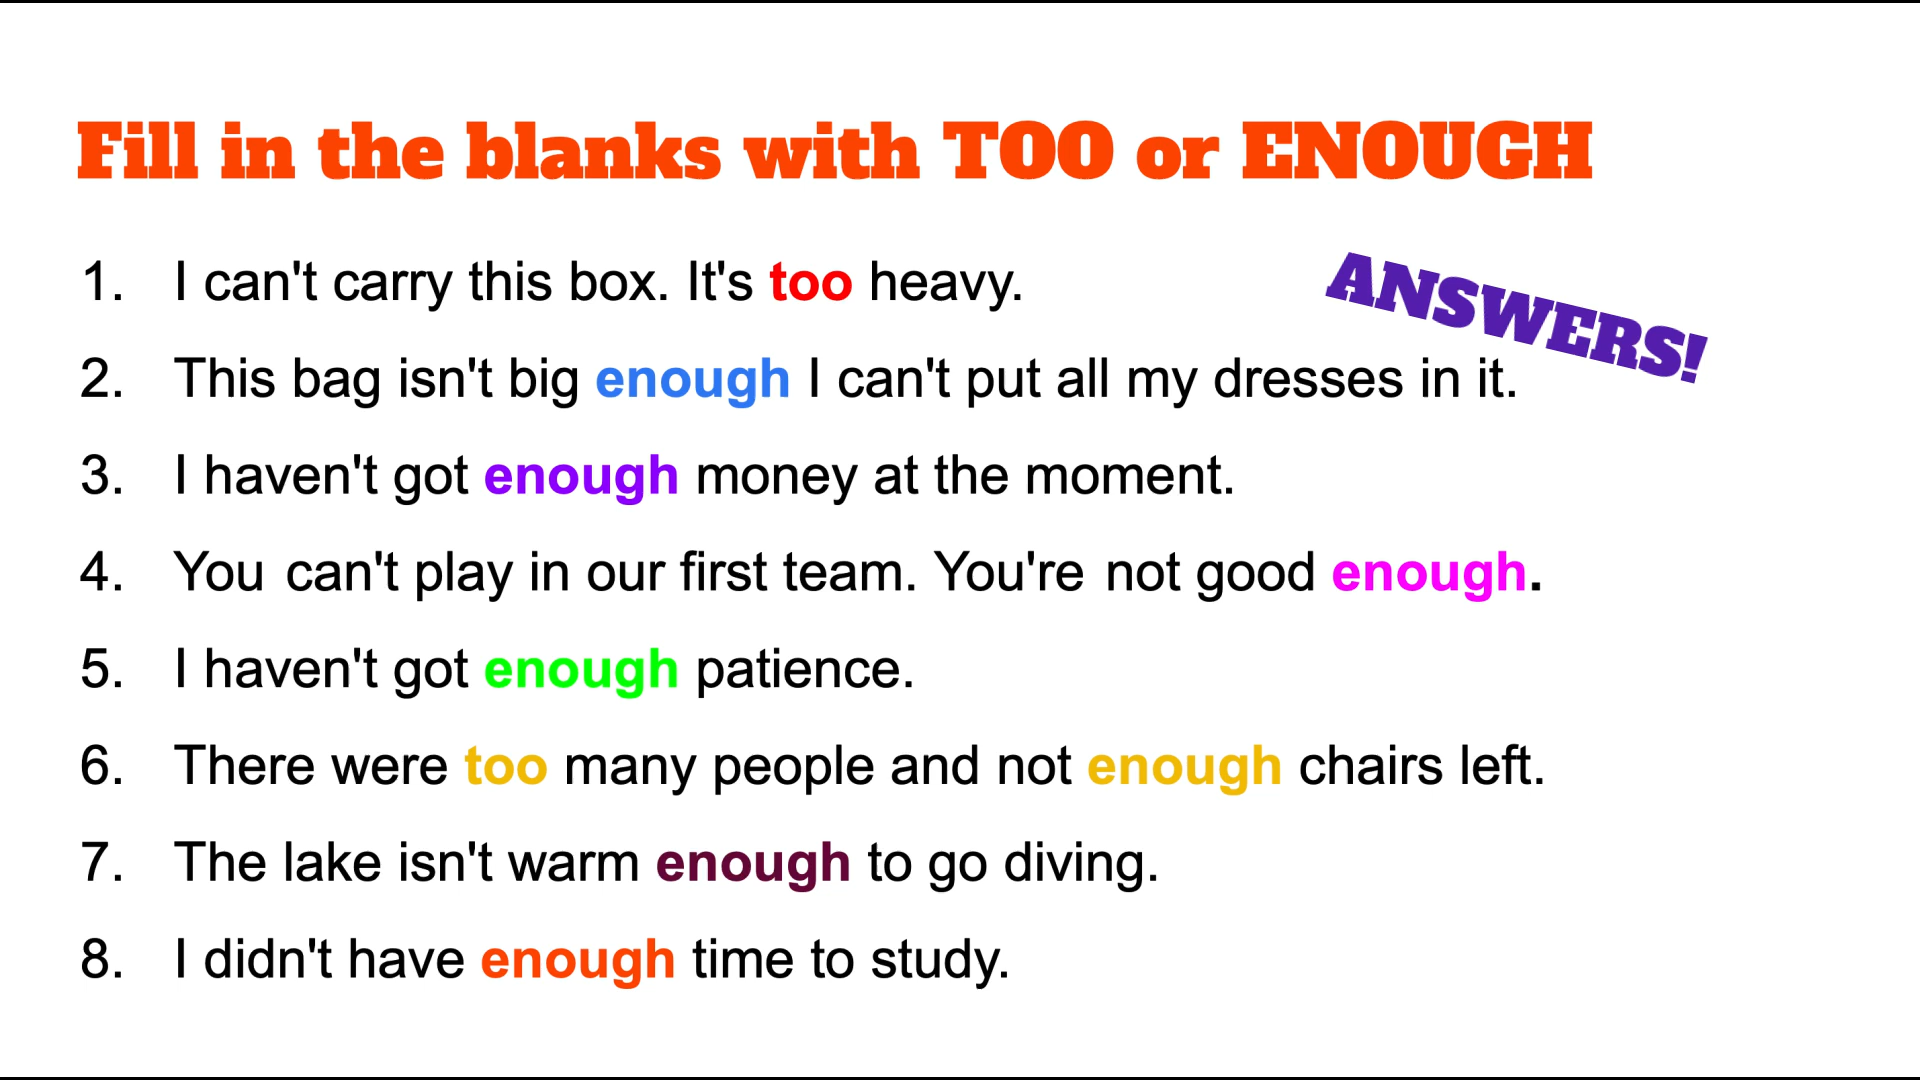 Fill in the blanks with TOO or ENOUGH
ANSWERS!
1. I can't carry this box. It's too heavy.
2. This bag isn't big enough I can't put all my dresses in it.
3. I haven't got enough money at the moment.
4. You can't play in our first team. You're not good enough.
5. I haven't got enough patience.
6. There were too many people and not enough chairs left.
7. The lake isn't warm enough to go diving.
8. I didn't have enough time to study.